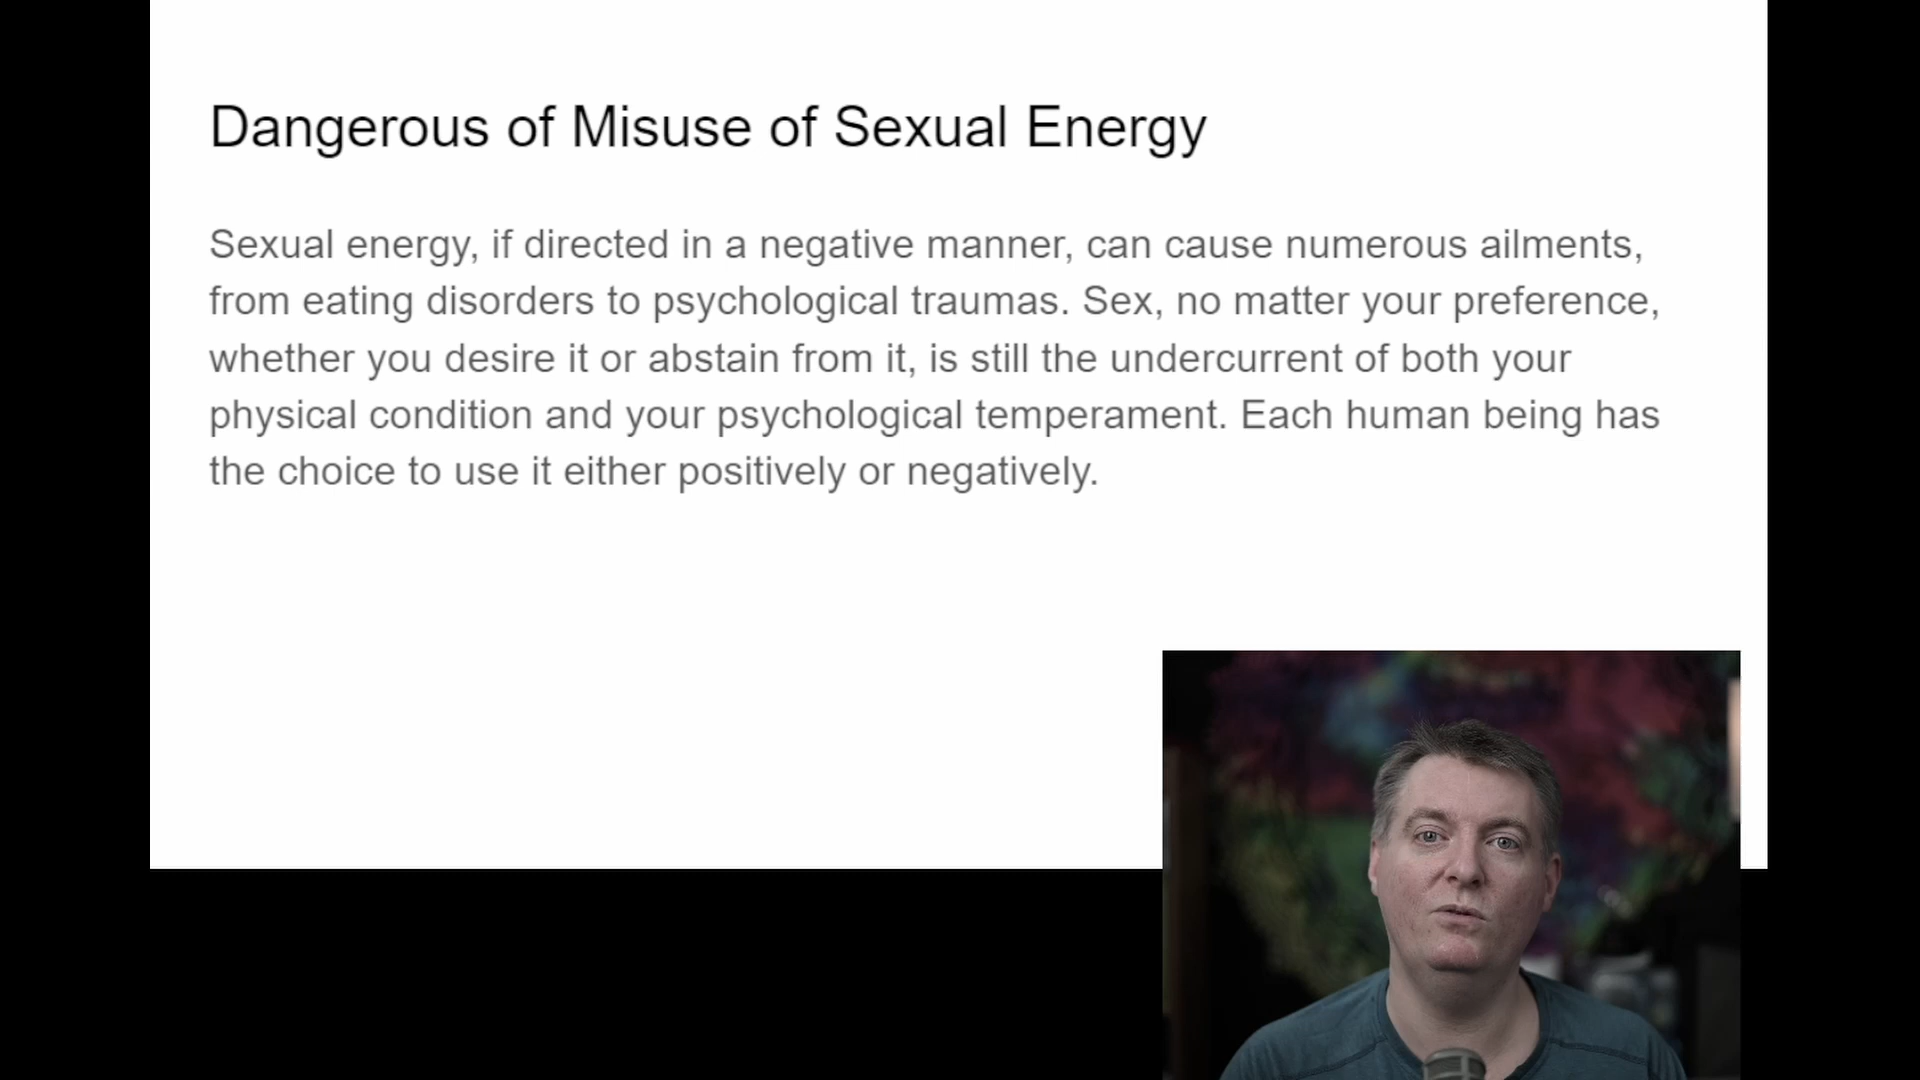 Dangerous of Misuse of Sexual Energy
Sexual energy, if directed in a negative manner, can cause numerous ailments,
from eating disorders to psychological traumas. Sex, no matter your preference,
whether you desire it or abstain from it, is still the undercurrent of both your
physical condition and your psychological temperament. Each human being has
the choice to use it either positively or negatively.